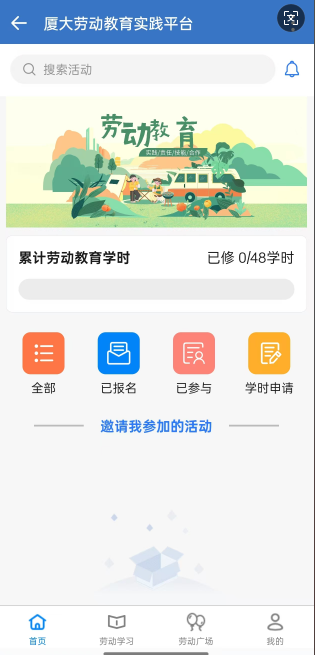 厦大劳动教育实践平台
搜索活动
劳动教育
实践/责任/技能/合作
累计劳动教育学时
已修 0/48学时
全部
已报名
已参与
学时申请
邀请我参加的活动
首页
劳动学习
劳动广场
我的